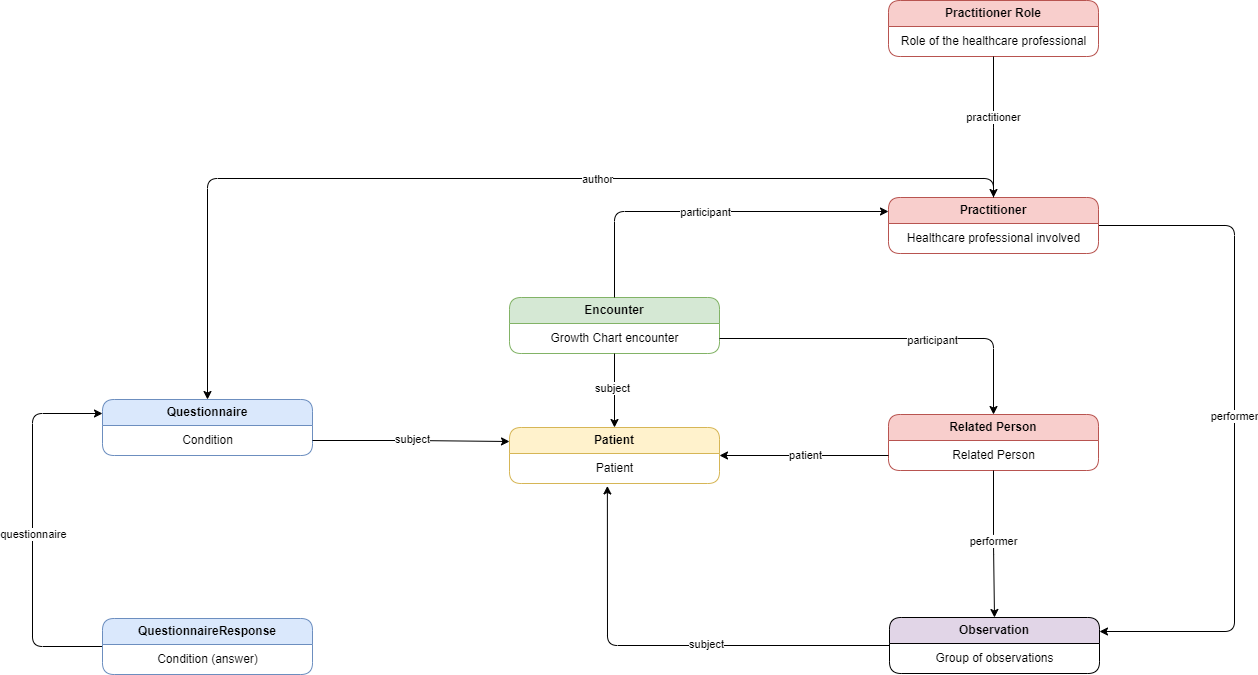 Practitioner Role
Role of the healthcare professional
practitioner
author
participant
Practitioner
Healthcare professional involved
Encounter
Growth Chart encounter
participant
subject
Questionnaire
Condition
subject
Patient
Patient
patient
Related Person
Related Person
performer
questionnaire
performer
QuestionnaireResponse
Condition (answer)
subject
Observation
Group of observations